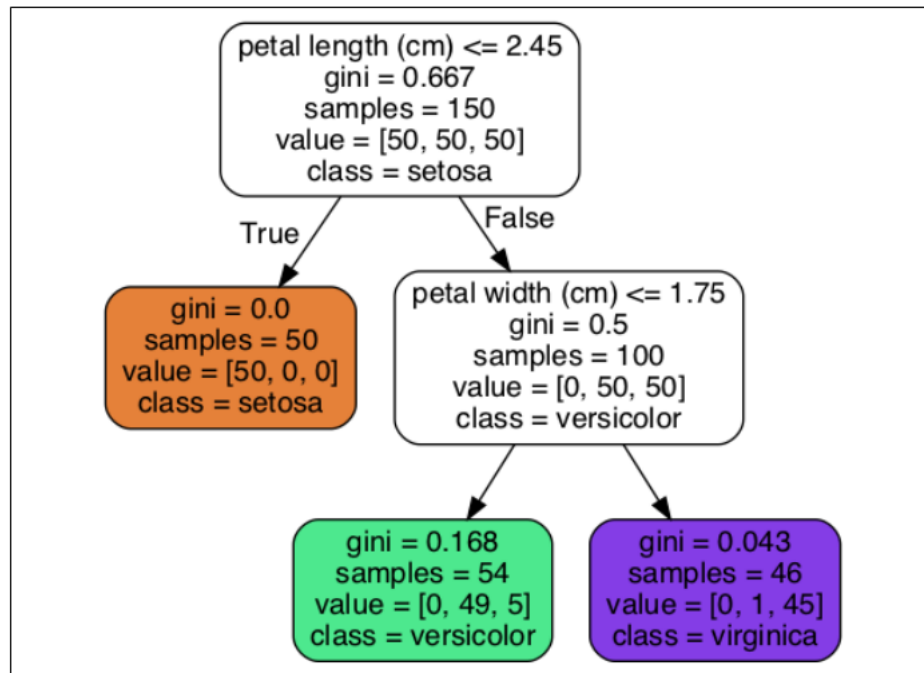 petal length (cm) <= 2.45
gini = 0.667
samples = 150
value = [50, 50, 50]
class = setosa
True
False
gini = 0.0
samples = 50
value = [50, 0, 0]
class = setosa
petal width (cm) <= 1.75
gini = 0.5
samples = 100
value = [0, 50, 50]
class = versicolor
gini = 0.168
samples = 54
value = [0, 49, 5]
class = versicolor
gini = 0.043
samples = 46
value = [0, 1, 45]
class = virginica